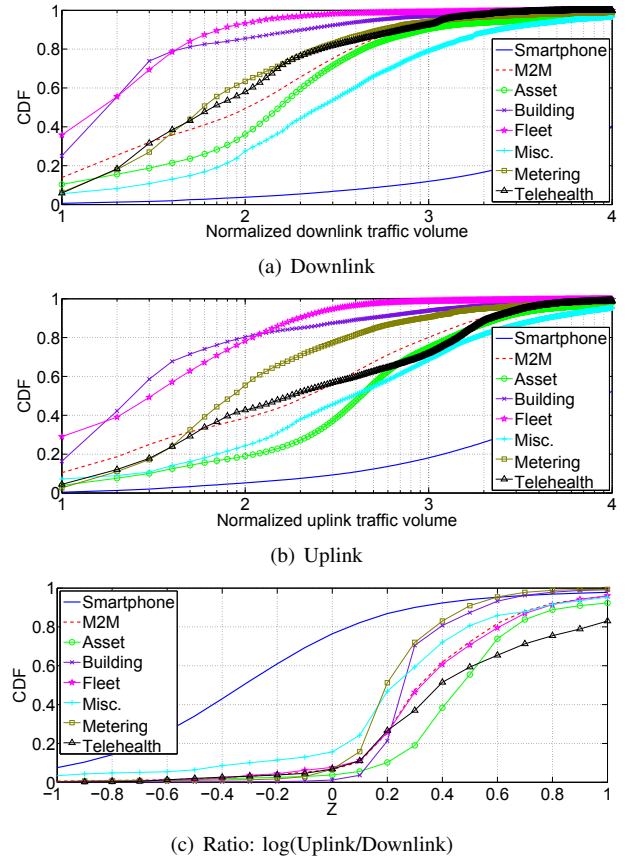 1
0.8
0.6
0.4
0.2
0
CDF
Smartphone
M2M
Asset
Building
Fleet
Misc.
Metering
Telehealth
1 2 3 4
Normalized downlink traffic volume
(a) Downlink
1
0.8
0.6
0.4
0.2
0
CDF
Smartphone
M2M
Asset
Building
Fleet
Misc.
Metering
Telehealth
1 2 3 4
Normalized uplink traffic volume
(b) Uplink
1
0.8
0.6
0.4
0.2
0
CDF
Smartphone
M2M
Asset
Building
Fleet
Misc.
Metering
Telehealth
-1 -0.8 -0.6 -0.4 -0.2 0 0.2 0.4 0.6 0.8 1
Z
(c) Ratio: log(Uplink/Downlink)